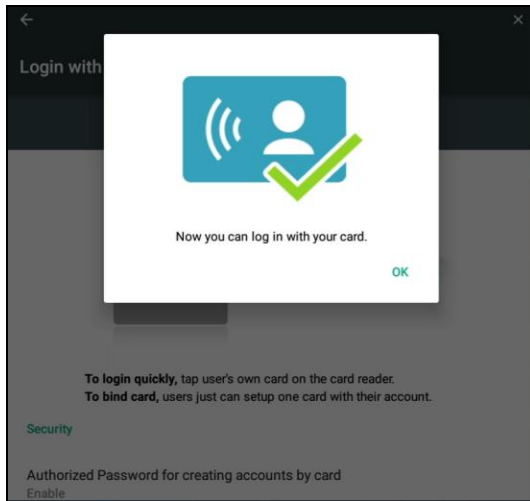 Login with
Now you can log in with your card.
OK
To login quickly, tap user's own card on the card reader.
To bind card, users just can setup one card with their account.
Security
Authorized Password for creating accounts by card
Enable